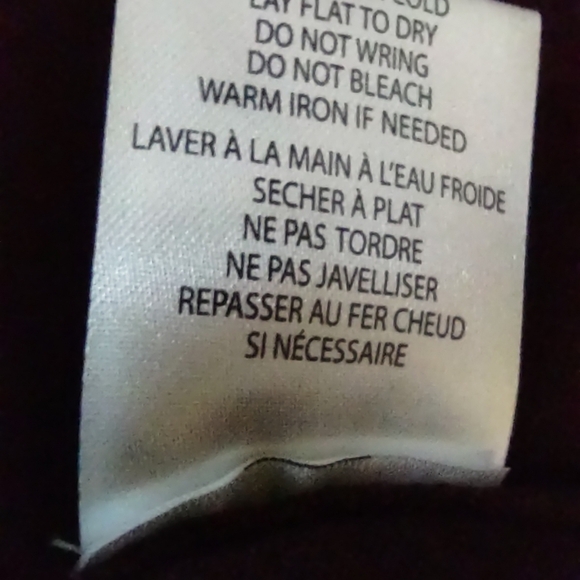 COLD
LAY FLAT TO DRY
DO NOT WRING
DO NOT BLEACH
WARM IRON IF NEEDED
LAVER À LA MAIN À L'EAU FROIDE
SECHER À PLAT
NE PAS TORDRE
NE PAS JAVELLISER
REPASSER AU FER CHEUD
SI NÉCESSAIRE